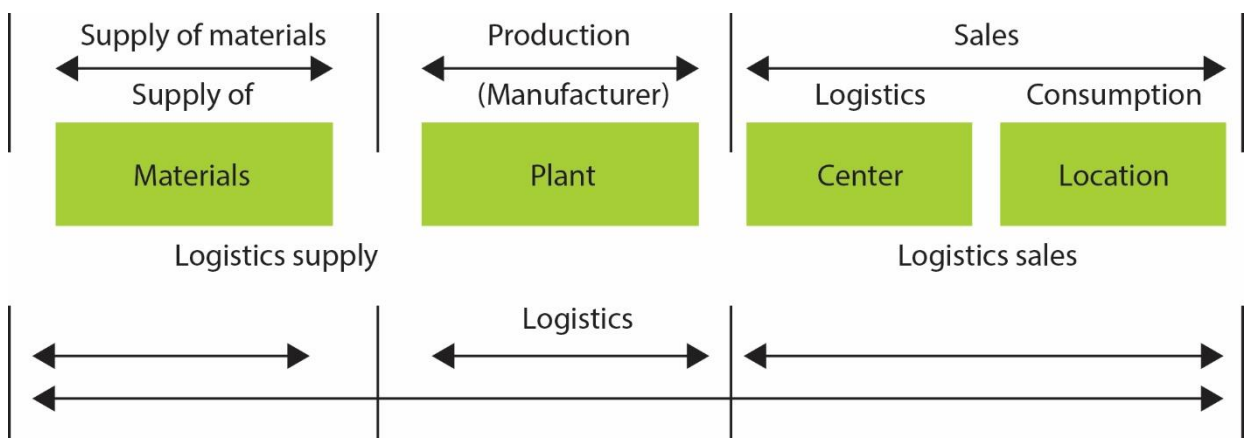 Supply of materials
Production
Sales
Supply of
(Manufacturer)
Logistics
Consumption
Materials
Plant
Center
Location
Logistics supply
Logistics sales
Logistics